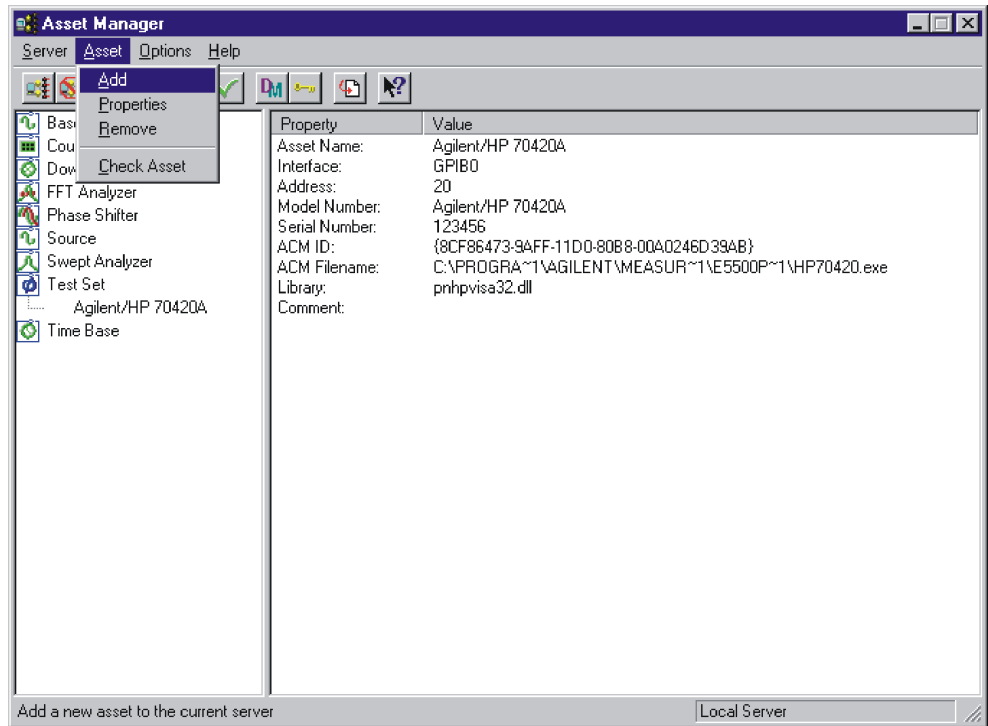 Asset Manager
Server Asset Options Help
Add
Properties
Remove
Check Asset
FFT Analyzer
Phase Shifter
Source
Swept Analyzer
Test Set
Agilent/HP 70420A
Time Base
Property Value
Asset Name: Agilent/HP 70420A
Interface: GPIB0
Address: 20
Model Number: Agilent/HP 70420A
Serial Number: 123456
ACM ID: {8CF86473-9AFF-11D0-80B8-00A0246D39AB}
ACM Filename: C:\PROGRA~1\AGILENT\MEASUR~1\E5500P~1\HP70420.exe
Library: pnhpvisa32.dll
Comment:
Add a new asset to the current server
Local Server